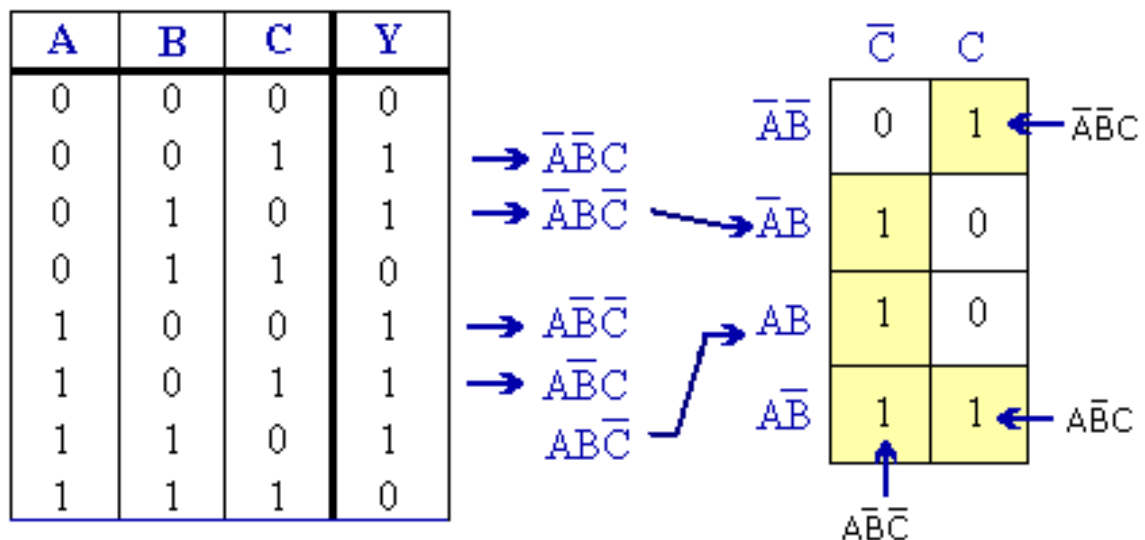 A B C Y
0 0 0 0
0 0 1 1
0 1 0 1
0 1 1 0
1 0 0 1
1 0 1 1
1 1 0 1
1 1 1 0
A̅B̅C
A̅BC̅
AB̅C̅
AB̅C
ABC̅
C̅ C
A̅B̅ 0 1 A̅B̅C
A̅B 1 0
AB 1 0
AB̅ 1 1 AB̅C
AB̅C̅